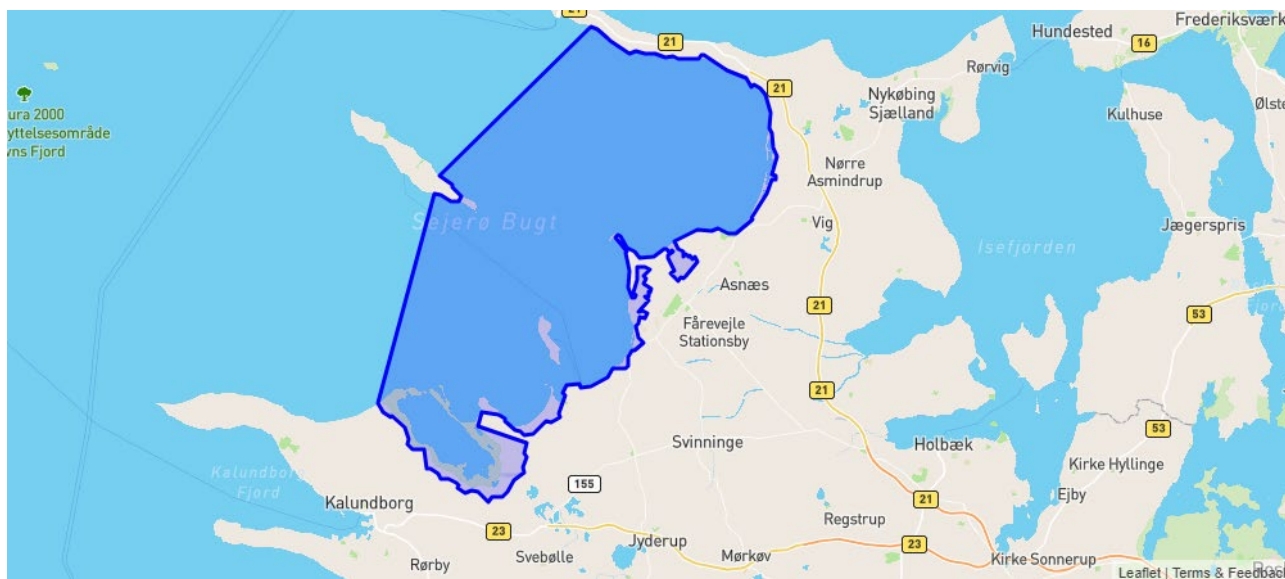 21
21
Hundested
Frederiksværk
16
Rørvig
21
Nykøbing
Sjælland
Ølste
Kulhuse
ura 2000
yttelsesområde
vns Fjord
Nørre
Asmindrup
Sejerø Bugt
Vig
Isefjorden
Jægerspris
Asnæs
21
Fårevejle
Stationsby
53
21
53
Svinninge
Holbæk
Kirke Hyllinge
Kalundborg
Fjord
155
Ejby
21
Kalundborg
Regstrup
23
Jyderup
23
Svebølle
Mørkøv
Kirke Sonnerup
Rørby
Leaflet | Terms & Feedback